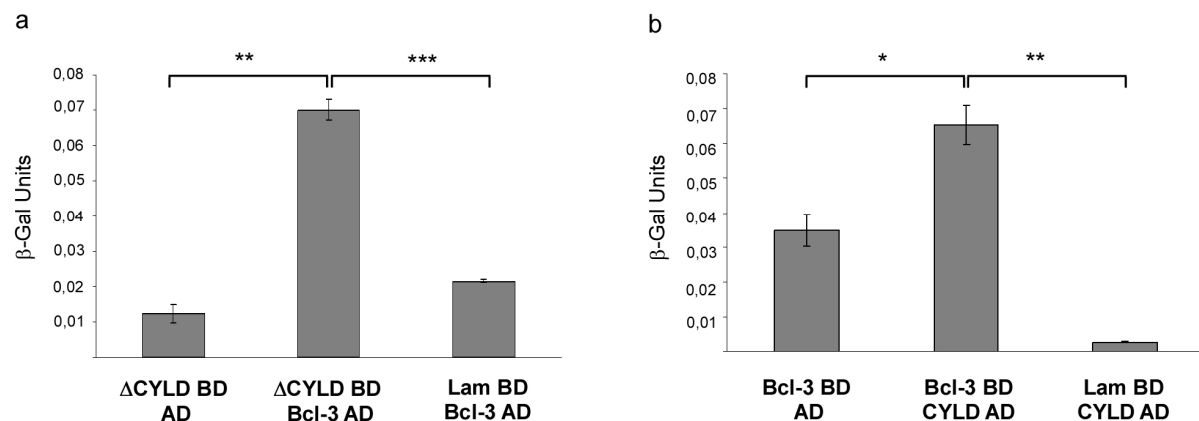 a
** ***
0,08
0,07
0,06
0,05
0,04
0,03
0,02
0,01
β-Gal Units
ΔCYLD BD ΔCYLD BD Lam BD
AD Bcl-3 AD Bcl-3 AD
b
* **
0,08
0,07
0,06
0,05
0,04
0,03
0,02
0,01
β-Gal Units
Bcl-3 BD Bcl-3 BD Lam BD
AD CYLD AD CYLD AD